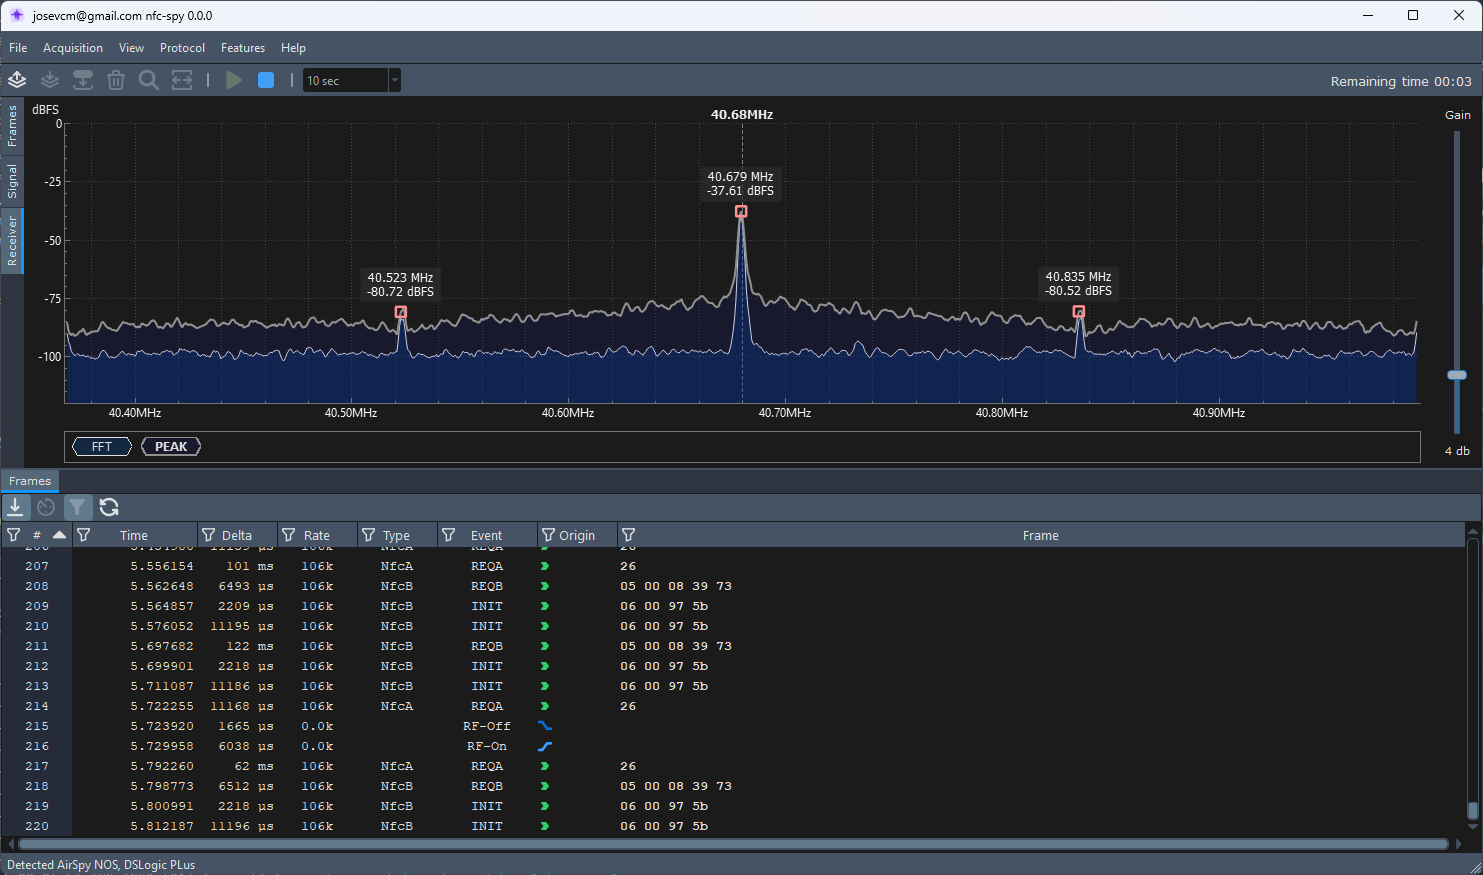 josevcm@gmail.com nfc-spy 0.0.0
File Acquisition View Protocol Features Help
10 sec
Remaining time 00:03
Frames
Signal
Receiver
dBFS
40.68MHz
Gain
0
-25
-50
-75
-100
40.679 MHz
-37.61 dBFS
40.523 MHz
-80.72 dBFS
40.835 MHz
-80.52 dBFS
40.40MHz 40.50MHz 40.60MHz 40.70MHz 40.80MHz 40.90MHz
FFT PEAK
4 db
Frames
# Time Delta Rate Type Event Origin Frame
207 5.556154 101 ms 106k NfcA REQA 26
208 5.562648 6493 µs 106k NfcB REQB 05 00 08 39 73
209 5.564857 2209 µs 106k NfcB INIT 06 00 97 5b
210 5.576052 11195 µs 106k NfcB INIT 06 00 97 5b
211 5.697682 122 ms 106k NfcB REQB 05 00 08 39 73
212 5.699901 2218 µs 106k NfcB INIT 06 00 97 5b
213 5.711087 11186 µs 106k NfcB INIT 06 00 97 5b
214 5.722255 11168 µs 106k NfcA REQA 26
215 5.723920 1665 µs 0.0k RF-Off
216 5.729958 6038 µs 0.0k RF-On
217 5.792260 62 ms 106k NfcA REQA 26
218 5.798773 6512 µs 106k NfcB REQB 05 00 08 39 73
219 5.800991 2218 µs 106k NfcB INIT 06 00 97 5b
220 5.812187 11196 µs 106k NfcB INIT 06 00 97 5b
Detected AirSpy NOS, DSLogic PLus